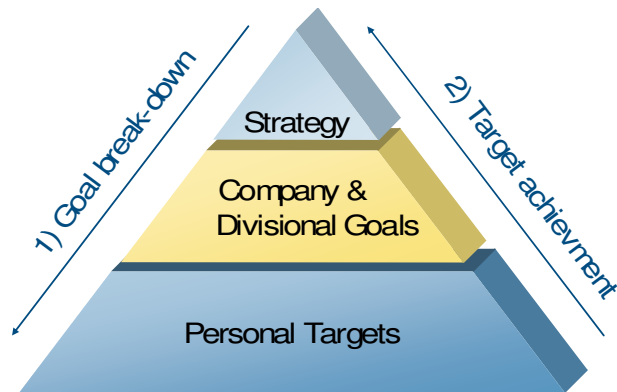 1) Goal break-down
2) Target achievment
Strategy
Company &
Divisional Goals
Personal Targets